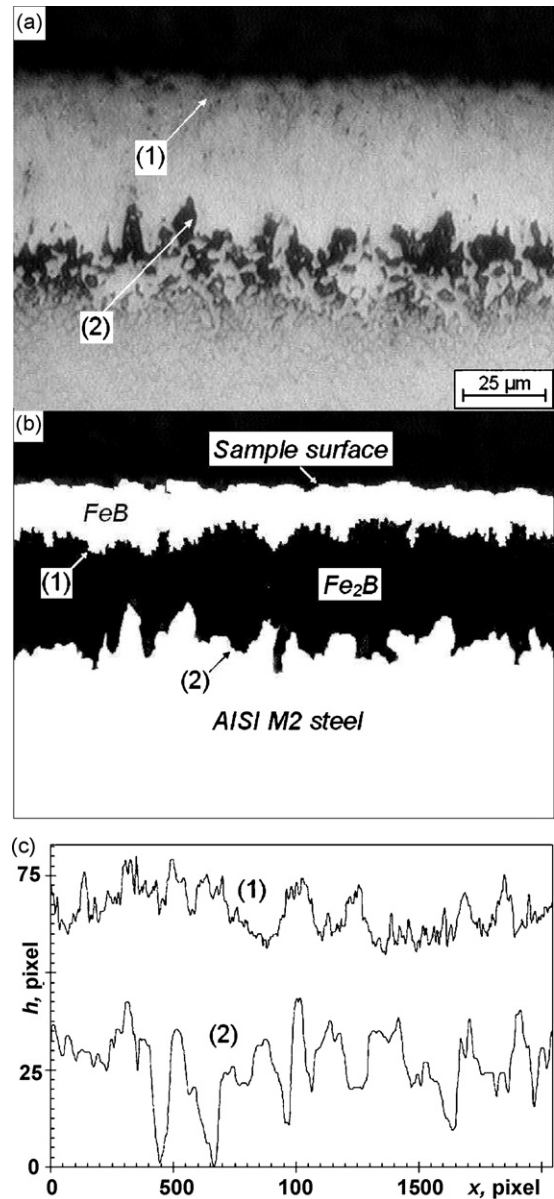 (a)
(1)
(2)
25 µm
(b)
Sample surface
FeB
(1)
Fe₂B
(2)
AISI M2 steel
(c)
75
(1)
h, pixel
25
(2)
0
0 500 100 1500 x, pixel